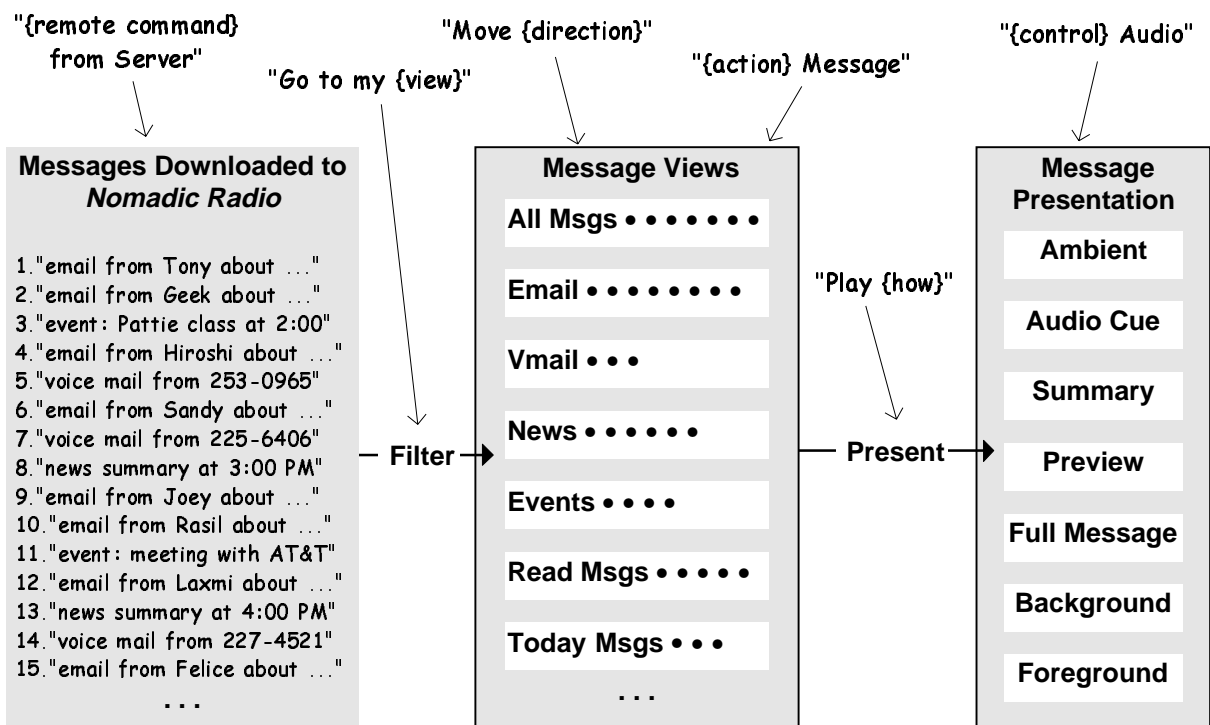 "{remote command}
from Server"
"Go to my {view}"
"Move {direction}"
"{action} Message"
"{control} Audio"
Messages Downloaded to
Nomadic Radio
1."email from Tony about ..."
2."email from Geek about ..."
3."event: Pattie class at 2:00"
4."email from Hiroshi about ..."
5."voice mail from 253-0965"
6."email from Sandy about ..."
7."voice mail from 225-6406"
8."news summary at 3:00 PM"
9."email from Joey about ..."
10."email from Rasil about ..."
11."event: meeting with AT&T"
12."email from Laxmi about ..."
13."news summary at 4:00 PM"
14."voice mail from 227-4521"
15."email from Felice about ..."
. . .
Filter
Message Views
All Msgs • • • • • • •
Email • • • • • • • •
Vmail • • •
News • • • • • •
Events • • • •
Read Msgs • • • • •
Today Msgs • • •
. . .
"Play {how}"
Present
Message
Presentation
Ambient
Audio Cue
Summary
Preview
Full Message
Background
Foreground